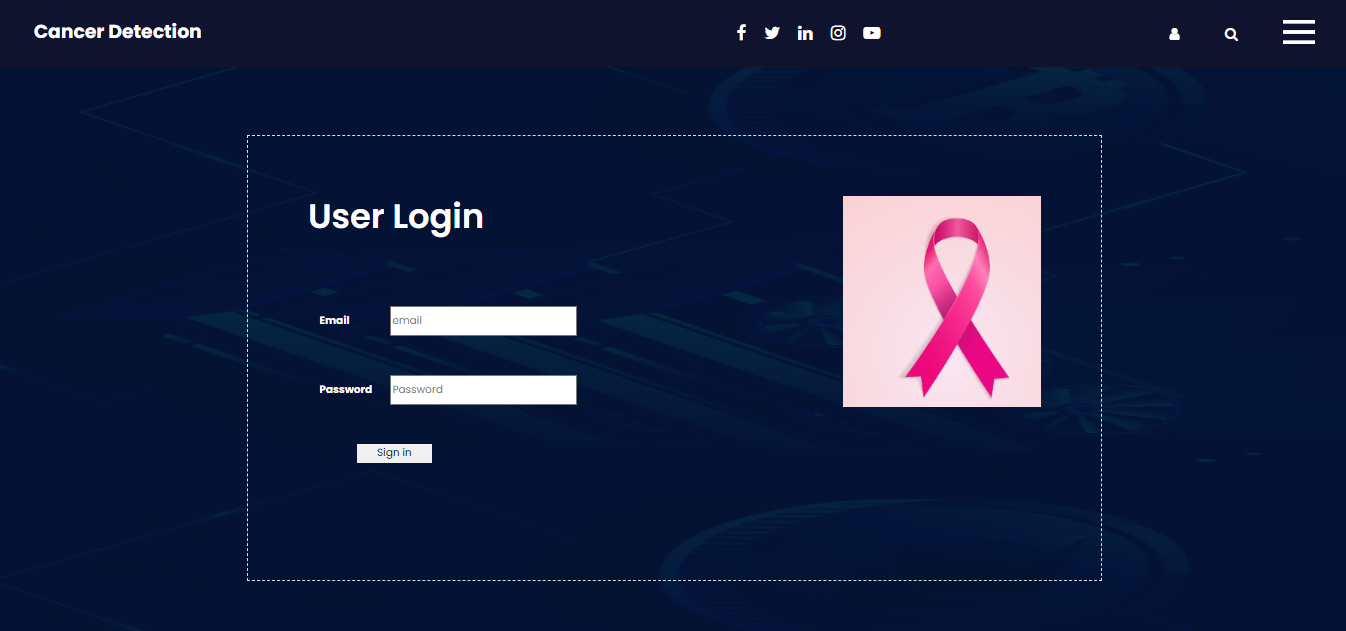 Cancer Detection
User Login
Email
email
Password
Password
Sign in